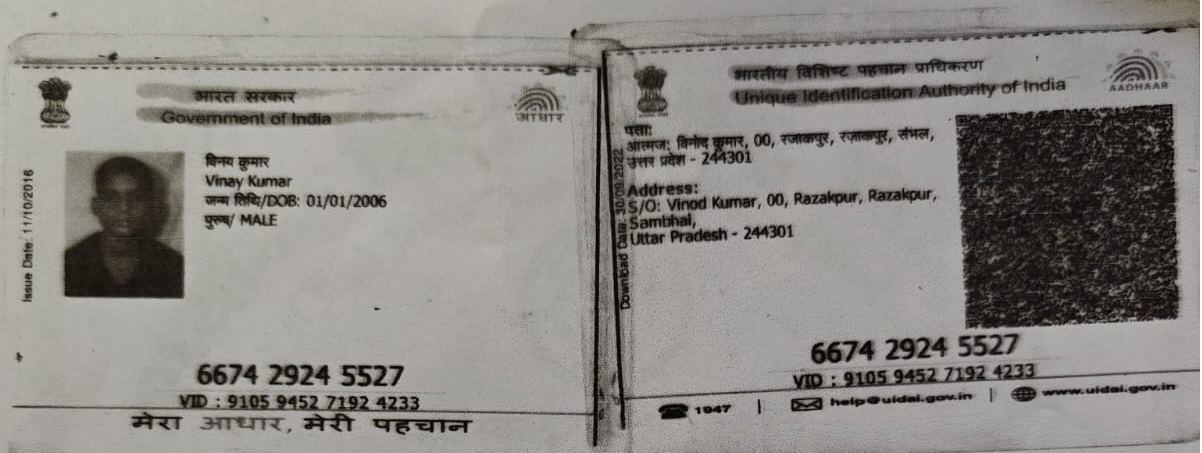 भारत सरकार
Government of India
आधार
Issue Date: 11/10/2016
विनय कुमार
Vinay Kumar
जन्म तिथि/DOB: 01/01/2006
पुरुष/ MALE
6674 2924 5527
VID : 9105 9452 7192 4233
मेरा आधार, मेरी पहचान
भारतीय विशिष्ट पहचान प्राधिकरण
Unique Identification Authority of India
AADHAAR
Download Date: 30/09/2022
पता:
आत्मज: विनोद कुमार, 00, रजाकपुर, रज़ाकपुर, संभल,
उत्तर प्रदेश - 244301
Address:
S/O: Vinod Kumar, 00, Razakpur, Razakpur,
Sambhal,
Uttar Pradesh - 244301
6674 2924 5527
VID : 9105 9452 7192 4233
1947 | help@uidai.gov.in | www.uidai.gov.in